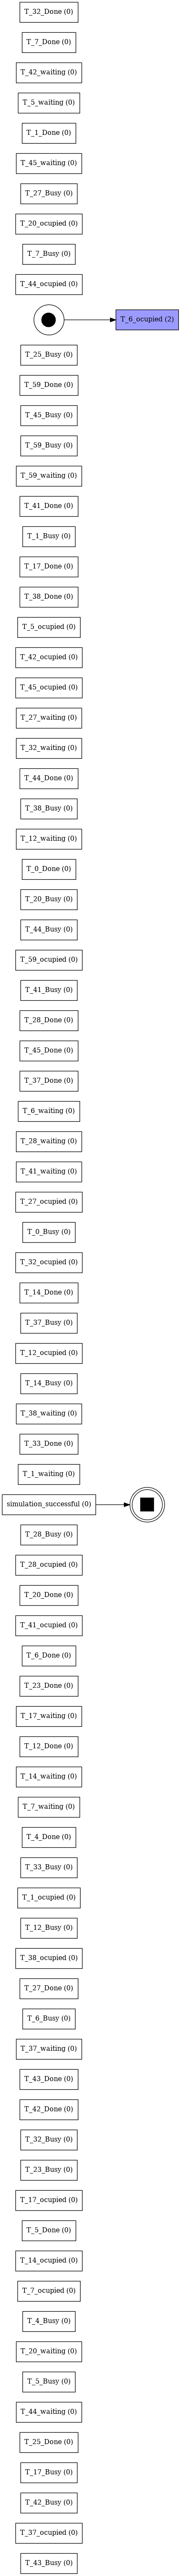 T_32_Done (0)
T_7_Done (0)
T_42_waiting (0)
T_5_waiting (0)
T_1_Done (0)
T_45_waiting (0)
T_27_Busy (0)
T_20_ocupied (0)
T_7_Busy (0)
T_44_ocupied (0)
T_6_ocupied (2)
T_25_Busy (0)
T_59_Done (0)
T_45_Busy (0)
T_59_Busy (0)
T_59_waiting (0)
T_41_Done (0)
T_1_Busy (0)
T_17_Done (0)
T_38_Done (0)
T_5_ocupied (0)
T_42_ocupied (0)
T_45_ocupied (0)
T_27_waiting (0)
T_32_waiting (0)
T_44_Done (0)
T_38_Busy (0)
T_12_waiting (0)
T_0_Done (0)
T_20_Busy (0)
T_44_Busy (0)
T_59_ocupied (0)
T_41_Busy (0)
T_28_Done (0)
T_45_Done (0)
T_37_Done (0)
T_6_waiting (0)
T_28_waiting (0)
T_41_waiting (0)
T_27_ocupied (0)
T_0_Busy (0)
T_32_ocupied (0)
T_14_Done (0)
T_37_Busy (0)
T_12_ocupied (0)
T_14_Busy (0)
T_38_waiting (0)
T_33_Done (0)
T_1_waiting (0)
simulation_successful (0)
T_28_Busy (0)
T_28_ocupied (0)
T_20_Done (0)
T_41_ocupied (0)
T_6_Done (0)
T_23_Done (0)
T_17_waiting (0)
T_12_Done (0)
T_14_waiting (0)
T_7_waiting (0)
T_4_Done (0)
T_33_Busy (0)
T_1_ocupied (0)
T_12_Busy (0)
T_38_ocupied (0)
T_27_Done (0)
T_6_Busy (0)
T_37_waiting (0)
T_43_Done (0)
T_42_Done (0)
T_32_Busy (0)
T_23_Busy (0)
T_17_ocupied (0)
T_5_Done (0)
T_14_ocupied (0)
T_7_ocupied (0)
T_4_Busy (0)
T_20_waiting (0)
T_5_Busy (0)
T_44_waiting (0)
T_25_Done (0)
T_17_Busy (0)
T_42_Busy (0)
T_37_ocupied (0)
T_43_Busy (0)